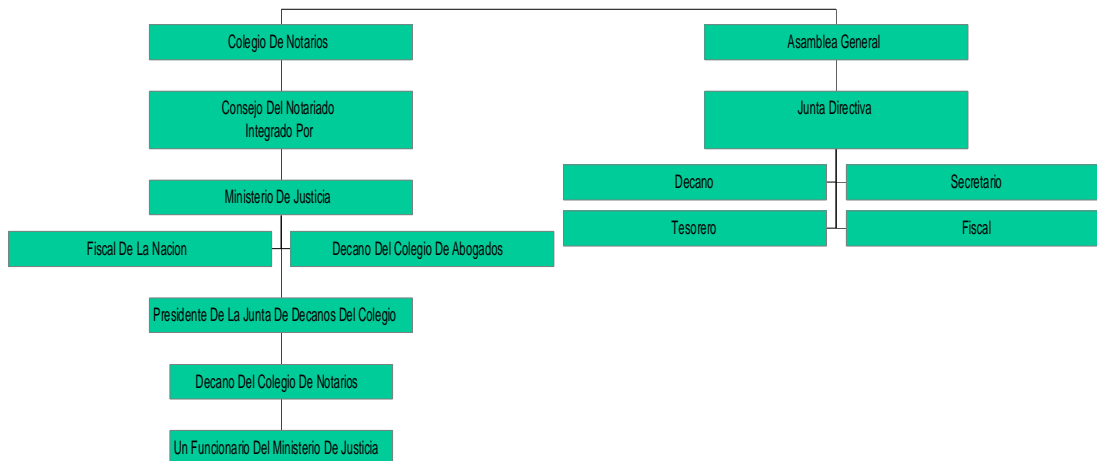 Colegio De Notarios
Asamblea General
Consejo Del Notariado
Integrado Por
Junta Directiva
Ministerio De Justicia
Decano
Secretario
Tesorero
Fiscal
Fiscal De La Nacion
Decano Del Colegio De Abogados
Presidente De La Junta De Decanos Del Colegio
Decano Del Colegio De Notarios
Un Funcionario Del Ministerio De Justicia